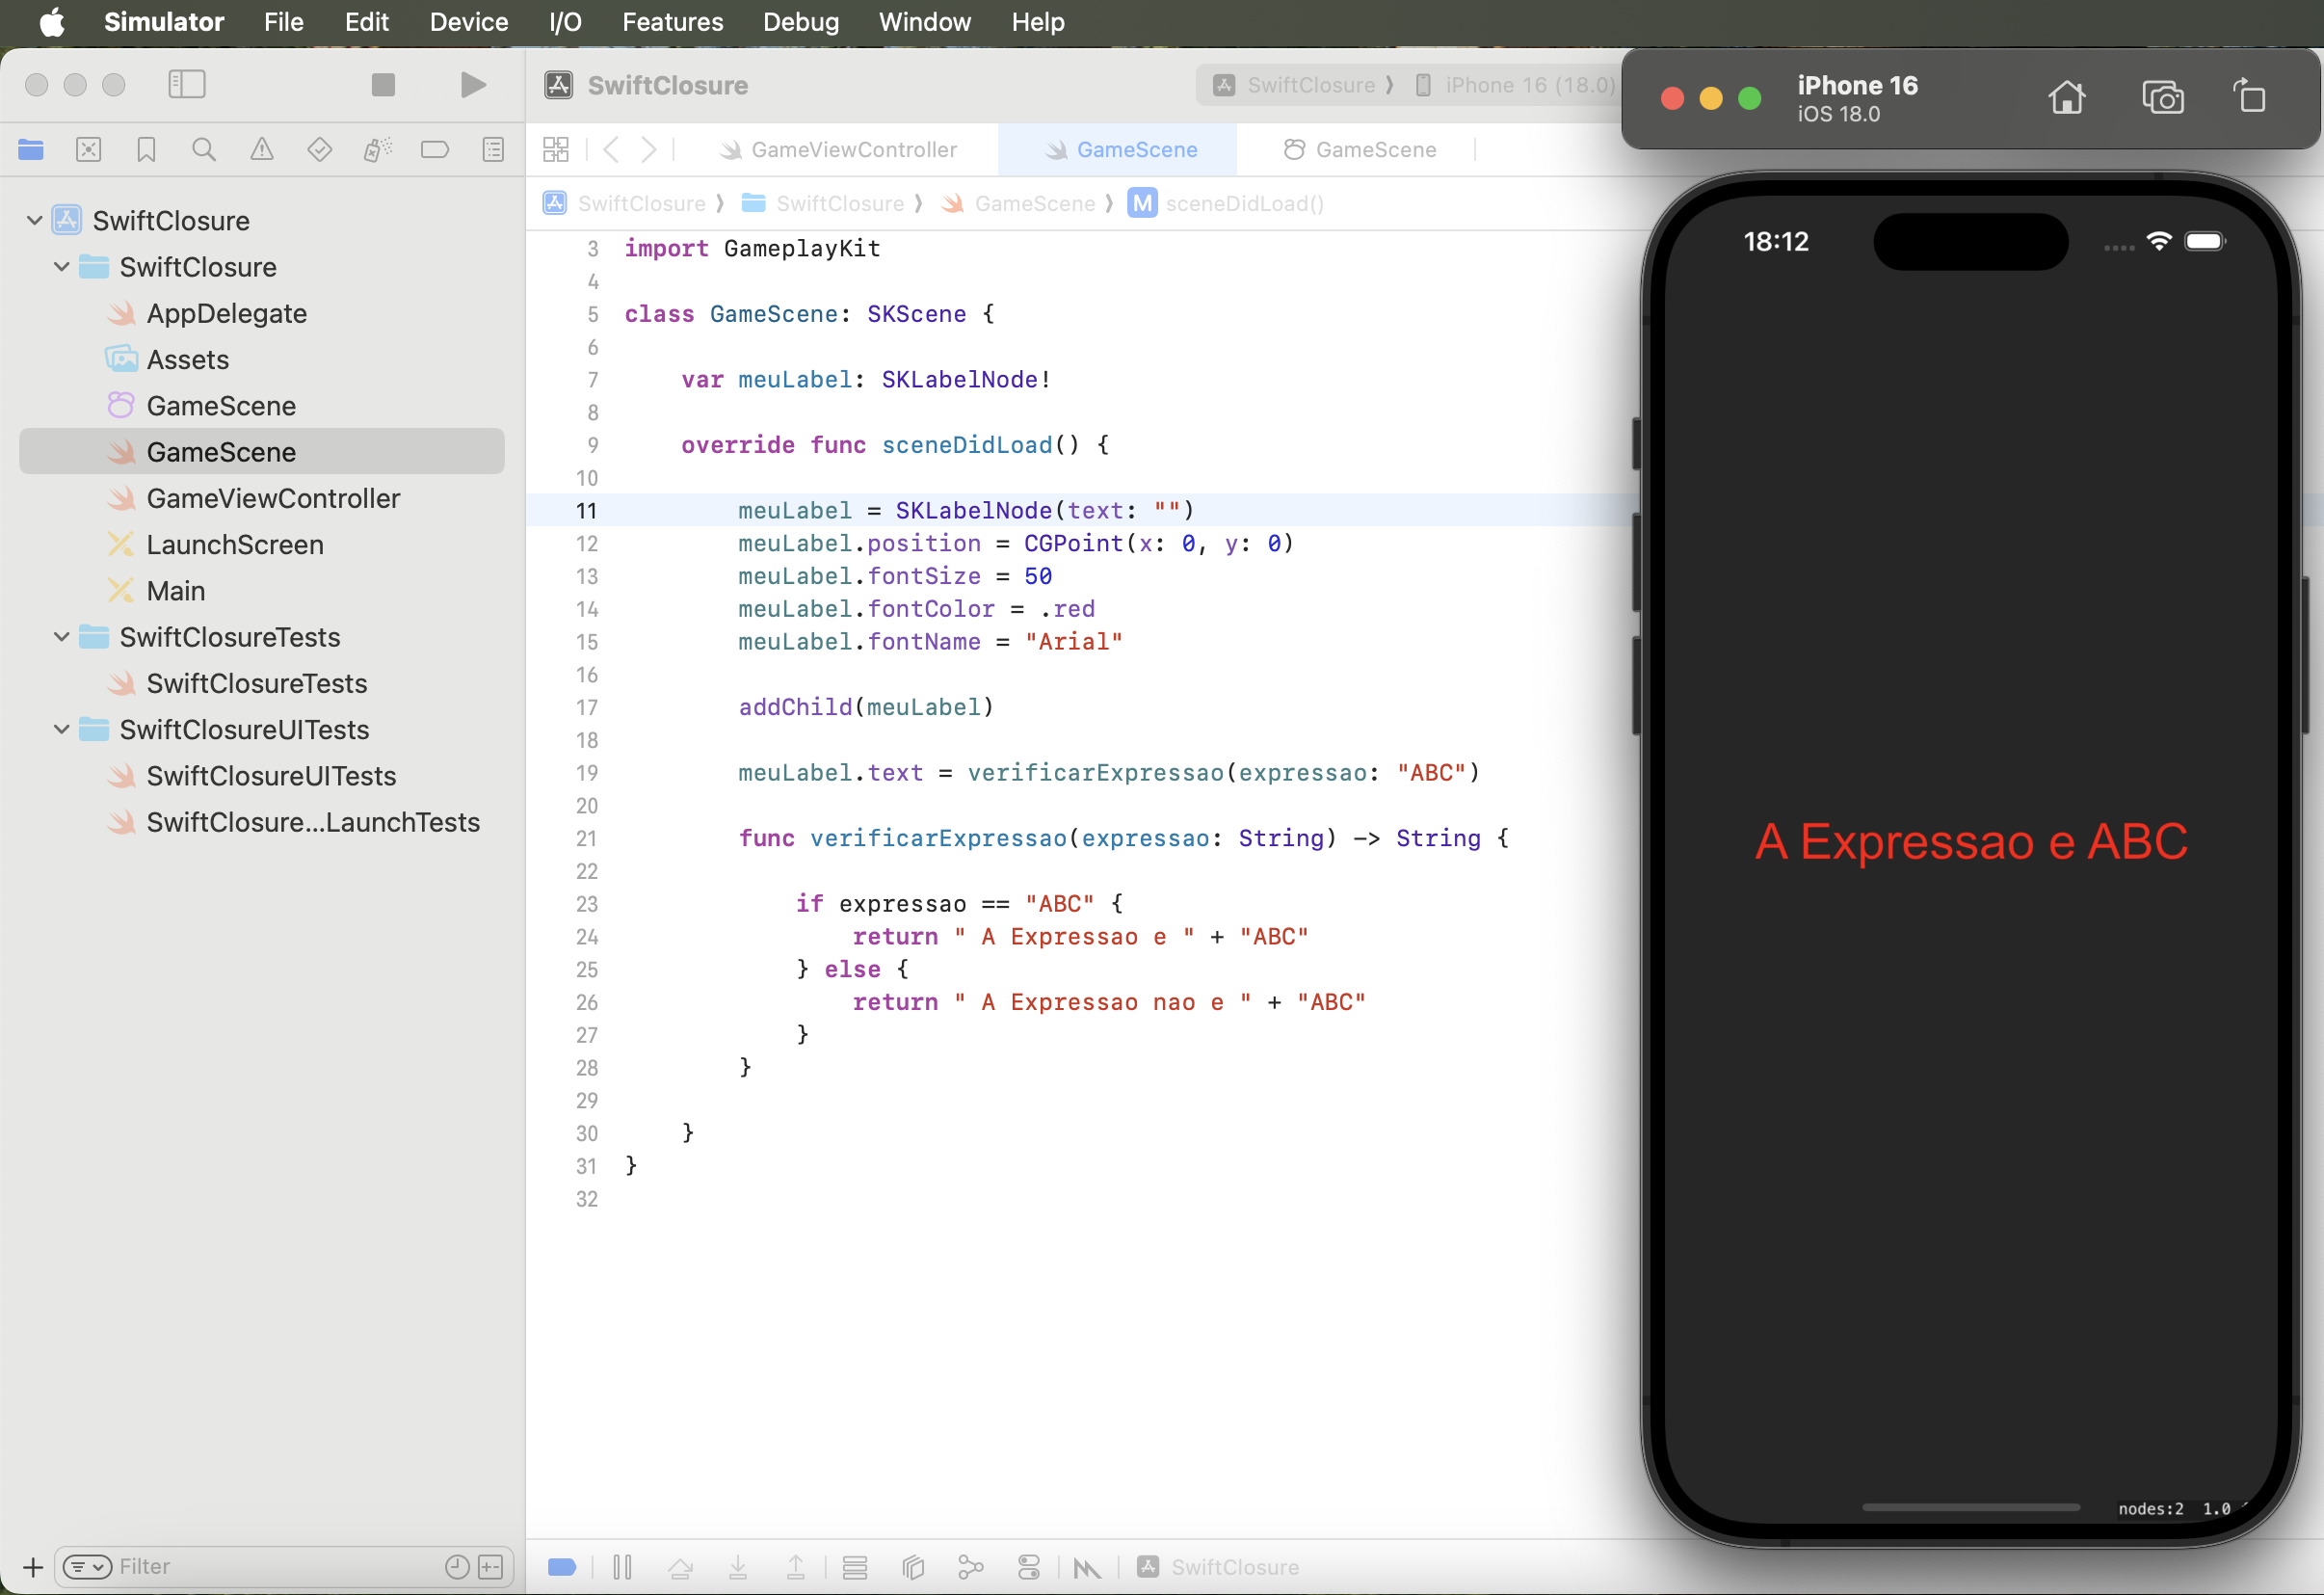 Simulator File Edit Device I/O Features Debug Window Help
SwiftClosure
SwiftClosure iPhone 16 (18.0)
iPhone 16
iOS 18.0
GameViewController GameScene GameScene
SwiftClosure SwiftClosure GameScene M sceneDidLoad()
SwiftClosure
SwiftClosure
AppDelegate
Assets
GameScene
GameScene
GameViewController
LaunchScreen
Main
SwiftClosureTests
SwiftClosureTests
SwiftClosureUITests
SwiftClosureUITests
SwiftClosure...LaunchTests
Filter
3 import GameplayKit
4
5 class GameScene: SKScene {
6
7 var meuLabel: SKLabelNode!
8
9 override func sceneDidLoad() {
10
11 meuLabel = SKLabelNode(text: "")
12 meuLabel.position = CGPoint(x: 0, y: 0)
13 meuLabel.fontSize = 50
14 meuLabel.fontColor = .red
15 meuLabel.fontName = "Arial"
16
17 addChild(meuLabel)
18
19 meuLabel.text = verificarExpressao(expressao: "ABC")
20
21 func verificarExpressao(expressao: String) -> String {
22
23 if expressao == "ABC" {
24 return " A Expressao e " + "ABC"
25 } else {
26 return " A Expressao nao e " + "ABC"
27 }
28 }
29
30 }
31 }
32
SwiftClosure
18:12
A Expressao e ABC
nodes:2 1.0